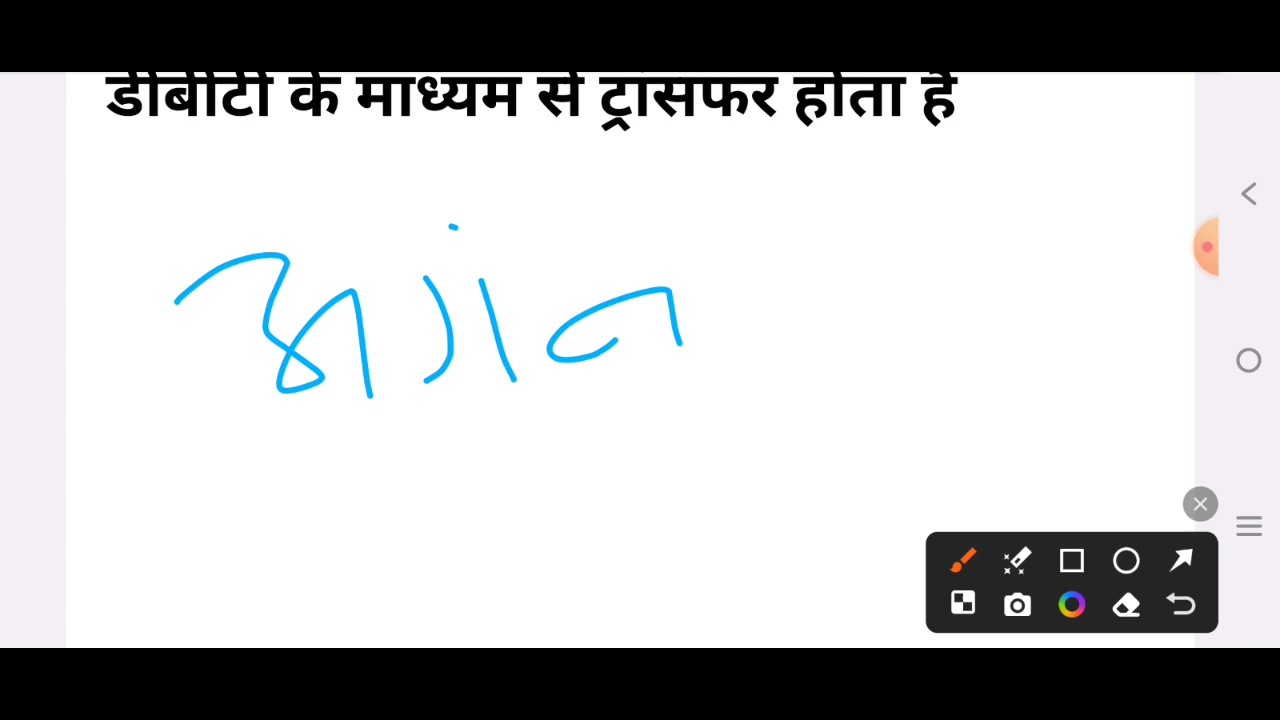 डीबीटी के माध्यम से ट्रांसफर होता है